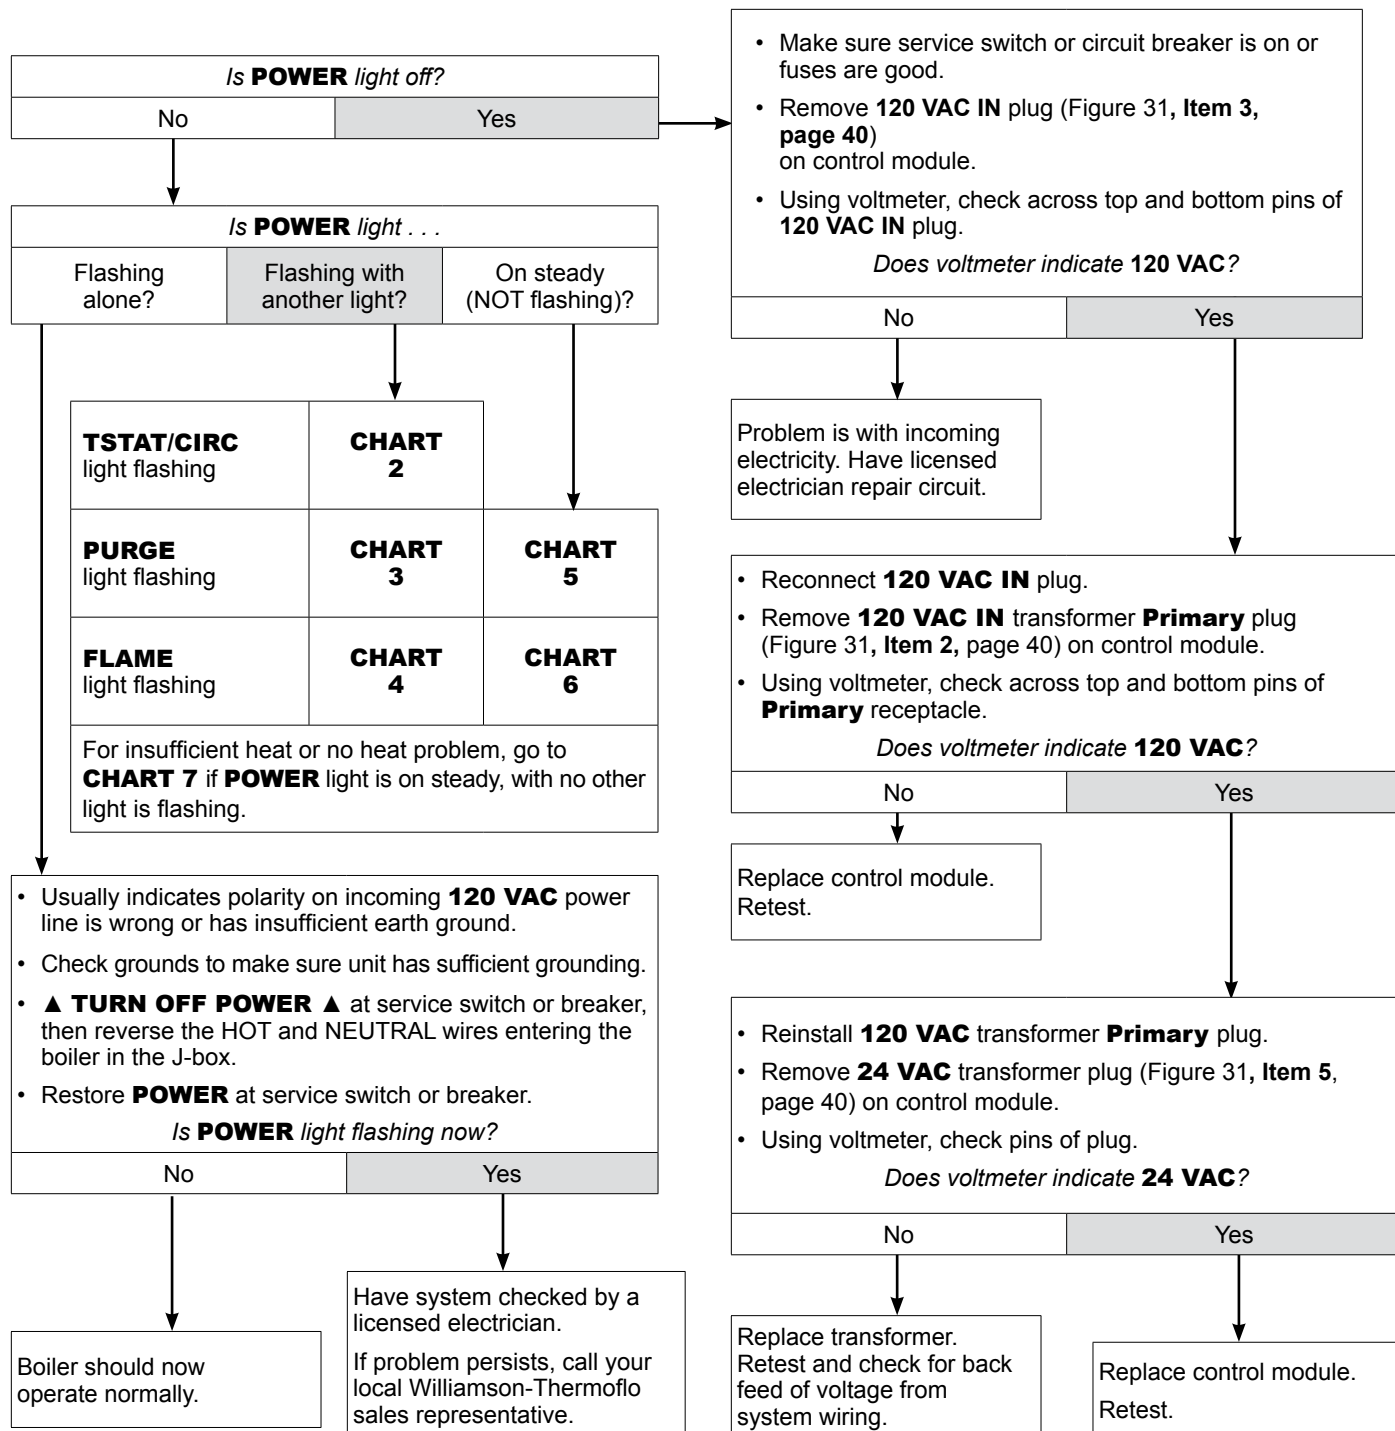 Is POWER light off?
No
Yes
Is POWER light . . .
Flashing
alone?
Flashing with
another light?
On steady
(NOT flashing)?
TSTAT/CIRC
light flashing
CHART
2
PURGE
light flashing
CHART
3
CHART
5
FLAME
light flashing
CHART
4
CHART
6
For insufficient heat or no heat problem, go to
CHART 7 if POWER light is on steady, with no other
light is flashing.
• Usually indicates polarity on incoming 120 VAC power
line is wrong or has insufficient earth ground.
• Check grounds to make sure unit has sufficient grounding.
• ▲ TURN OFF POWER ▲ at service switch or breaker,
then reverse the HOT and NEUTRAL wires entering the
boiler in the J-box.
• Restore POWER at service switch or breaker.
Is POWER light flashing now?
No
Yes
Boiler should now
operate normally.
Have system checked by a
licensed electrician.
If problem persists, call your
local Williamson-Thermoflo
sales representative.
• Make sure service switch or circuit breaker is on or
fuses are good.
• Remove 120 VAC IN plug (Figure 31, Item 3,
page 40)
on control module.
• Using voltmeter, check across top and bottom pins of
120 VAC IN plug.
Does voltmeter indicate 120 VAC?
No
Yes
Problem is with incoming
electricity. Have licensed
electrician repair circuit.
• Reconnect 120 VAC IN plug.
• Remove 120 VAC IN transformer Primary plug
(Figure 31, Item 2, page 40) on control module.
• Using voltmeter, check across top and bottom pins of
Primary receptacle.
Does voltmeter indicate 120 VAC?
No
Yes
Replace control module.
Retest.
• Reinstall 120 VAC transformer Primary plug.
• Remove 24 VAC transformer plug (Figure 31, Item 5,
page 40) on control module.
• Using voltmeter, check pins of plug.
Does voltmeter indicate 24 VAC?
No
Yes
Replace transformer.
Retest and check for back
feed of voltage from
system wiring.
Replace control module.
Retest.